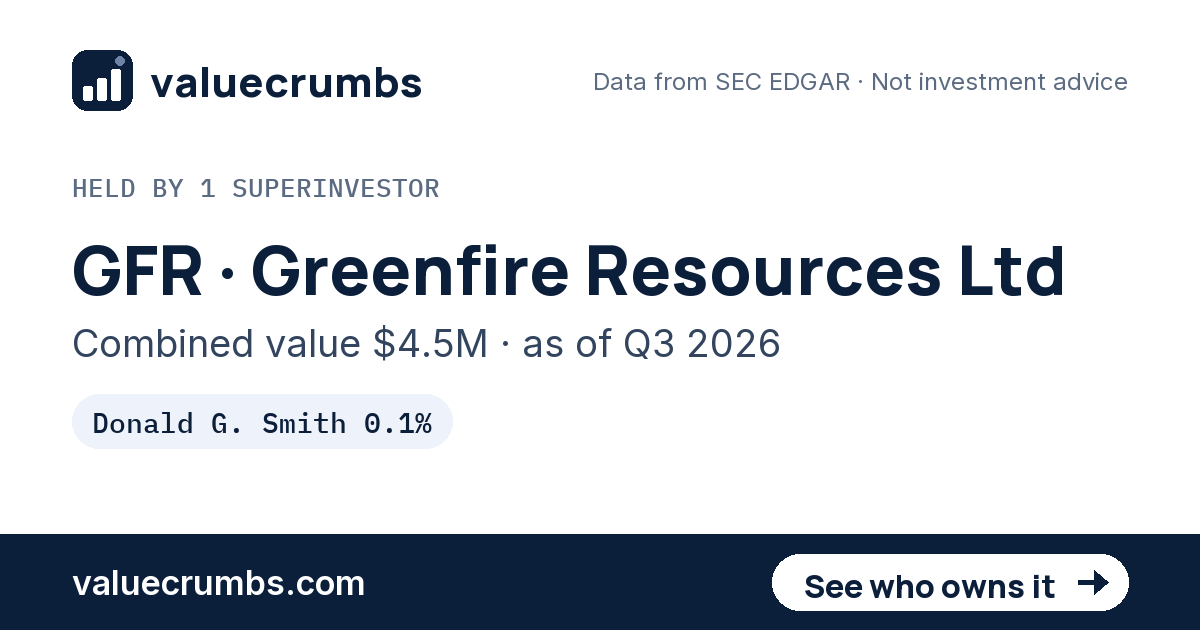 valuecrumbs
Data from SEC EDGAR · Not investment advice
HELD BY 1 SUPERINVESTOR
GFR · Greenfire Resources Ltd
Combined value $4.5M · as of Q3 2026
Donald G. Smith 0.1%
valuecrumbs.com
See who owns it →